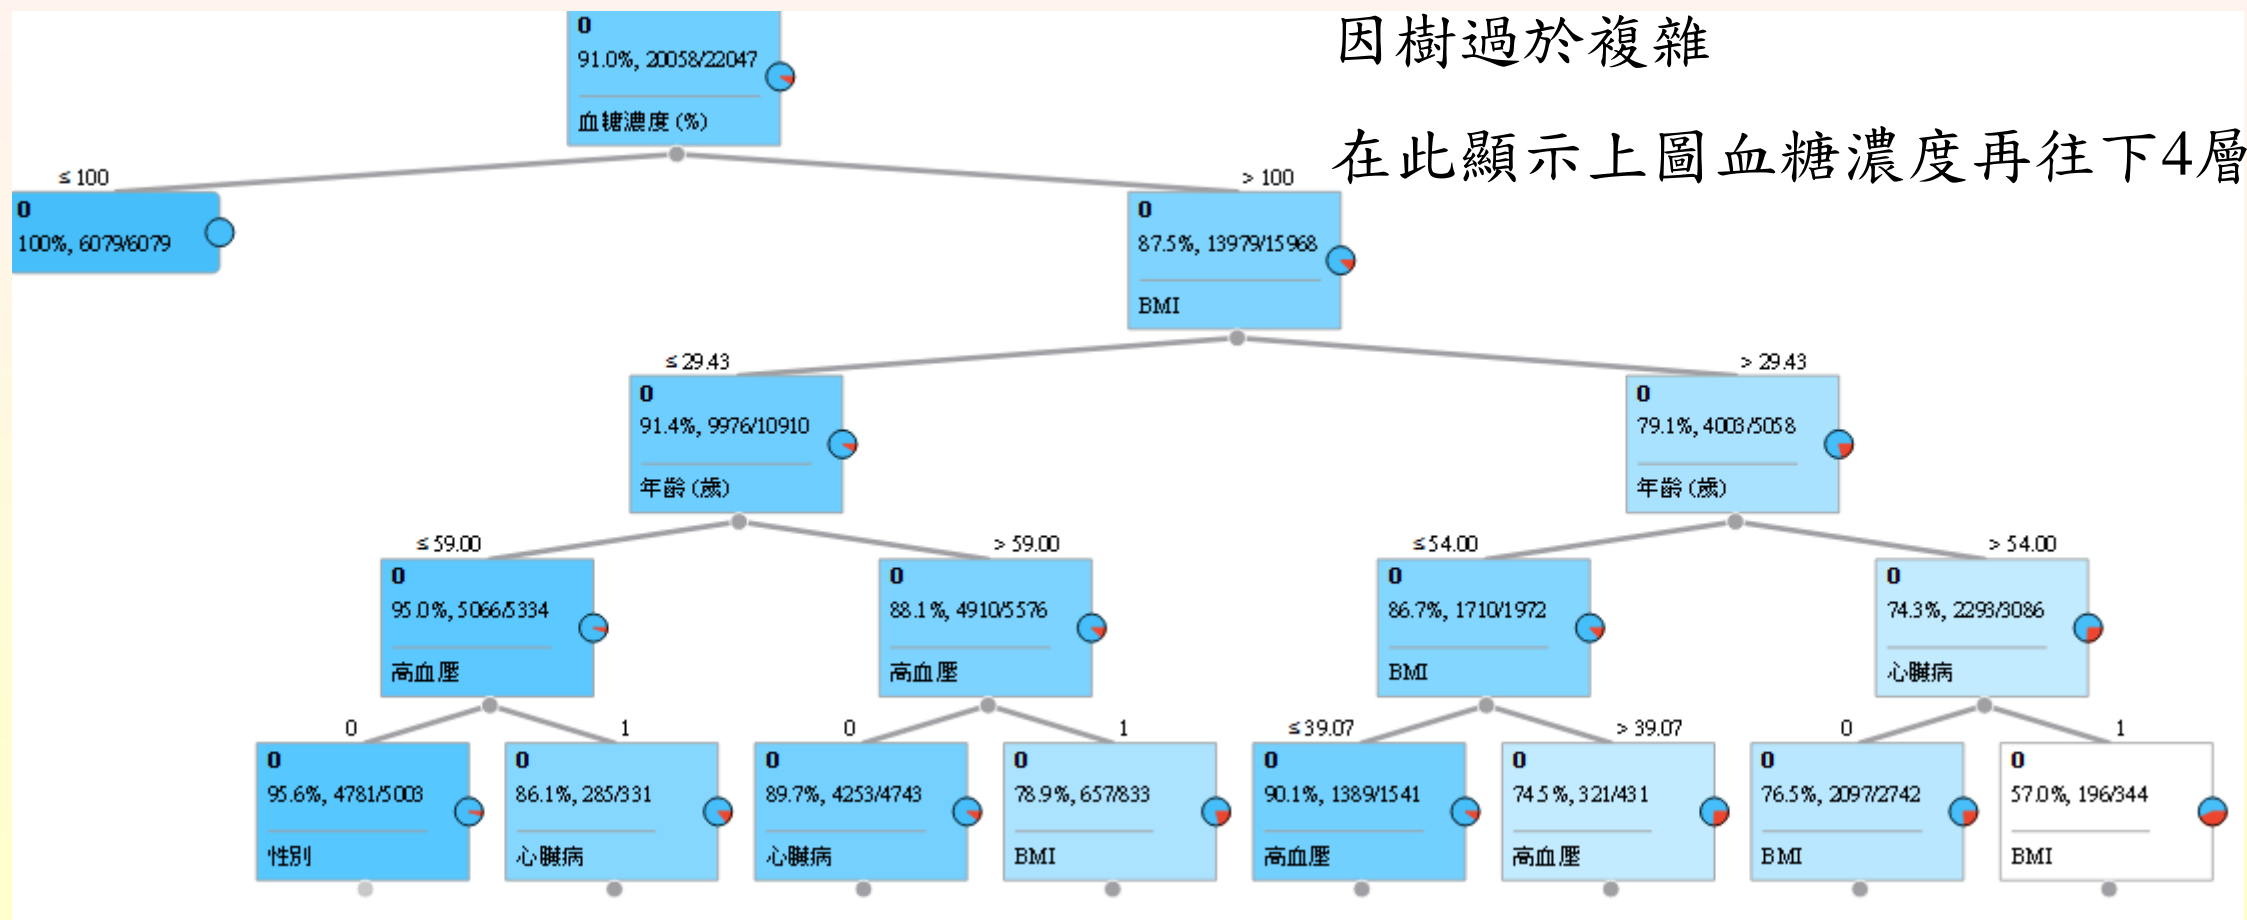 因樹過於複雜
在此顯示上圖血糖濃度再往下4層
0
91.0%, 20058/22047
血糖濃度 (%)
≤ 100
> 100
0
100%, 6079/6079
0
87.5%, 13979/15968
BMI
≤ 29.43
> 29.43
0
91.4%, 9976/10910
年齡 (歲)
0
79.1%, 4003/5058
年齡 (歲)
≤ 59.00
> 59.00
≤ 54.00
> 54.00
0
95.0%, 5066/5334
高血壓
0
88.1%, 4910/5576
高血壓
0
86.7%, 1710/1972
BMI
0
74.3%, 2293/3086
心臟病
0
1
0
1
≤ 39.07
> 39.07
0
1
0
95.6%, 4781/5003
性別
0
86.1%, 285/331
心臟病
0
89.7%, 4253/4743
心臟病
0
78.9%, 657/833
BMI
0
90.1%, 1389/1541
高血壓
0
74.5%, 321/431
高血壓
0
76.5%, 2097/2742
BMI
0
57.0%, 196/344
BMI